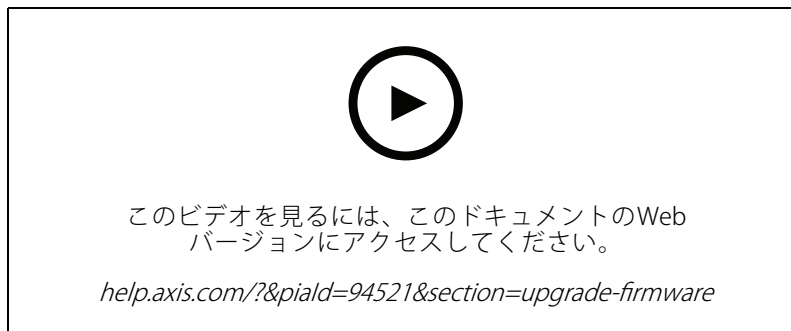 このビデオを見るには、このドキュメントのWeb
バージョンにアクセスしてください。
help.axis.com/?&piaId=94521&section=upgrade-firmware